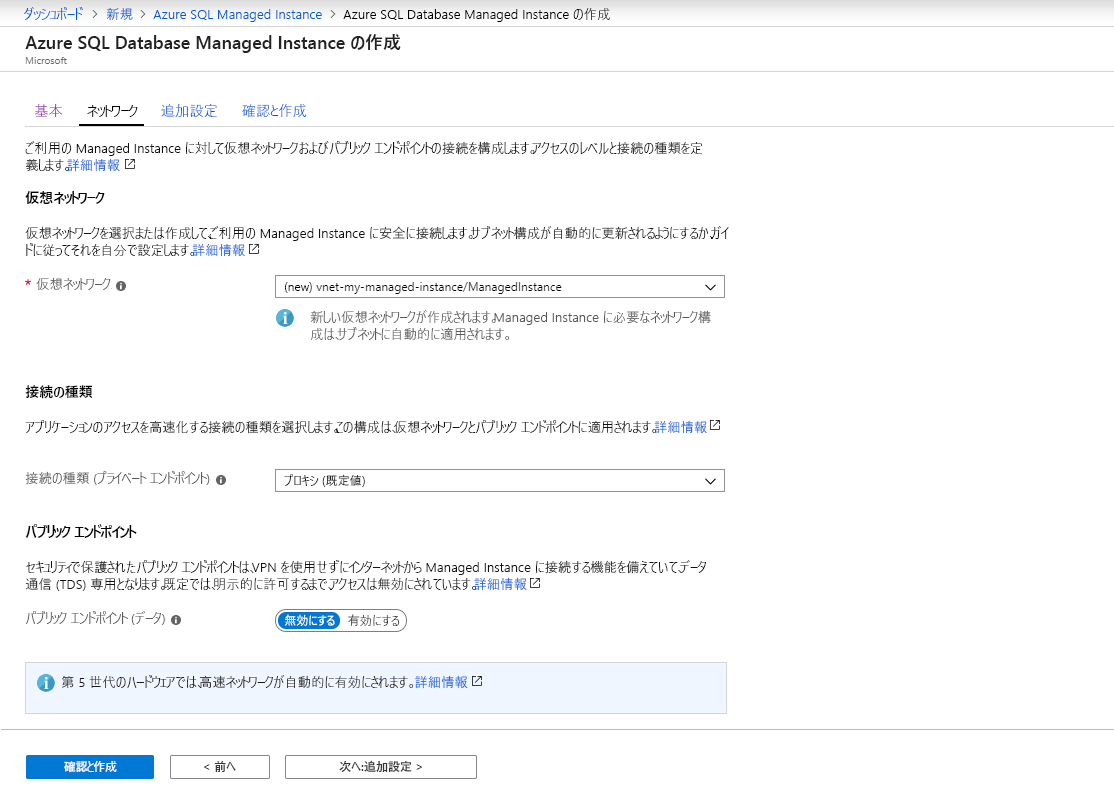 ダッシュボード > 新規 > Azure SQL Managed Instance > Azure SQL Database Managed Instance の作成
Azure SQL Database Managed Instance の作成
Microsoft
基本 ネットワーク 追加設定 確認と作成
ご利用の Managed Instance に対して仮想ネットワークおよびパブリック エンドポイントの接続を構成します。アクセスのレベルと接続の種類を定
義します。詳細情報
仮想ネットワーク
仮想ネットワークを選択または作成してご利用の Managed Instance に安全に接続します。サブネット構成が自動的に更新されるようにするか、ガイ
ドに従ってそれを自分で設定します。詳細情報
* 仮想ネットワーク
(new) vnet-my-managed-instance/ManagedInstance
新しい仮想ネットワークが作成されます。Managed Instance に必要なネットワーク構
成は、サブネットに自動的に適用されます。
接続の種類
アプリケーションのアクセスを高速化する接続の種類を選択します。この構成は、仮想ネットワークとパブリック エンドポイントに適用されます。詳細情報
接続の種類 (プライベート エンドポイント)
プロキシ (既定値)
パブリック エンドポイント
セキュリティで保護されたパブリック エンドポイントは、VPN を使用せずにインターネットから Managed Instance に接続する機能を備えていてデータ
通信 (TDS) 専用となります。既定では、明示的に許可するまで、アクセスは無効にされています。詳細情報
パブリック エンドポイント (データ)
無効にする 有効にする
第 5 世代のハードウェアでは、高速ネットワークが自動的に有効にされます。詳細情報
確認と作成 < 前へ 次へ:追加設定 >